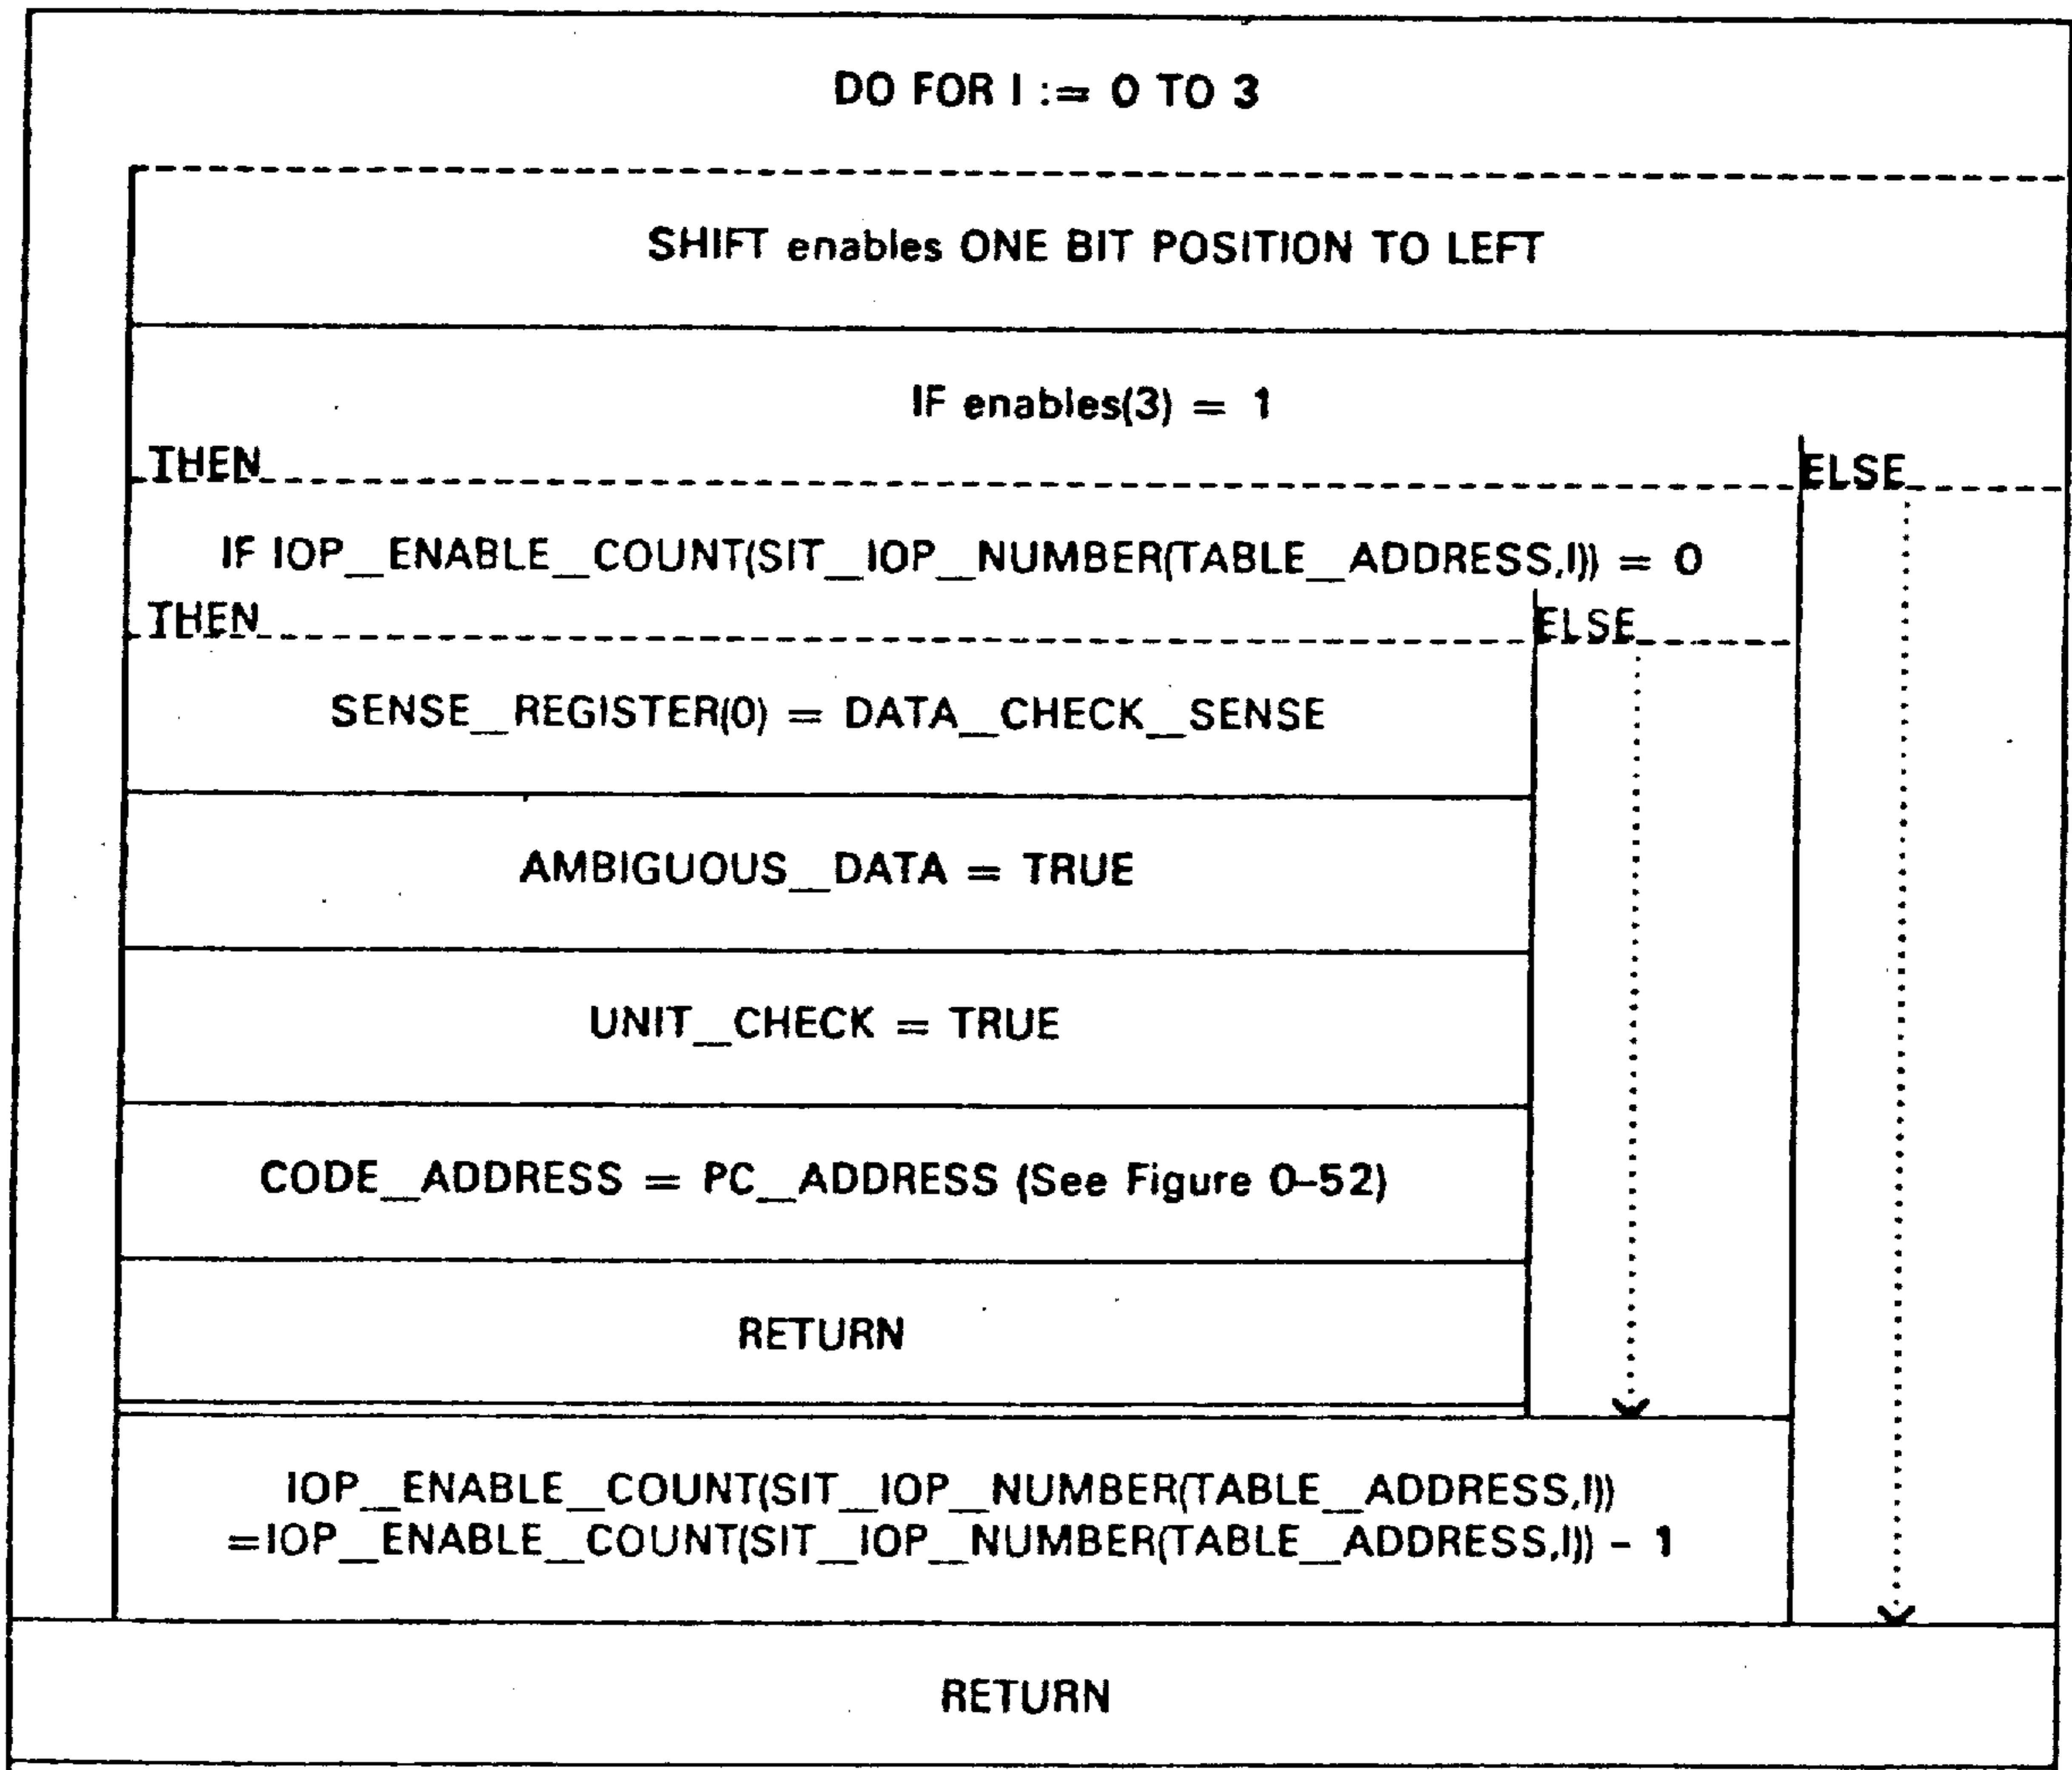 DO FOR I := 0 TO 3
SHIFT enables ONE BIT POSITION TO LEFT
IF enables(3) = 1
THEN ELSE
IF IOP__ENABLE__COUNT(SIT__IOP__NUMBER(TABLE__ADDRESS,I)) = 0
THEN ELSE
SENSE__REGISTER(0) = DATA__CHECK__SENSE
AMBIGUOUS__DATA = TRUE
UNIT__CHECK = TRUE
CODE__ADDRESS = PC__ADDRESS (See Figure 0–52)
RETURN
IOP__ENABLE__COUNT(SIT__IOP__NUMBER(TABLE__ADDRESS,I))
=IOP__ENABLE__COUNT(SIT__IOP__NUMBER(TABLE__ADDRESS,I)) - 1
RETURN